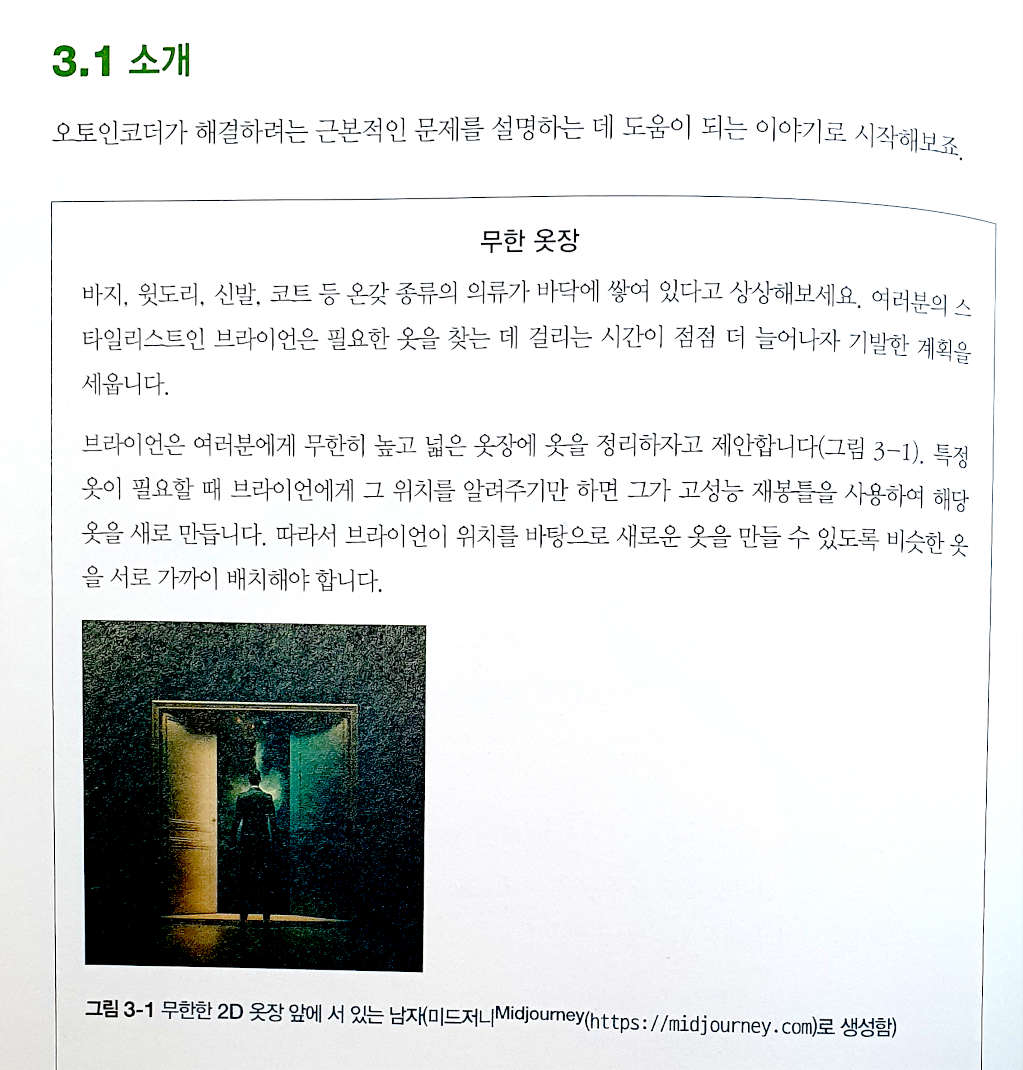 3.1 소개
오토인코더가 해결하려는 근본적인 문제를 설명하는 데 도움이 되는 이야기로 시작해보죠.
무한 옷장
바지, 윗도리, 신발, 코트 등 온갖 종류의 의류가 바닥에 쌓여 있다고 상상해보세요. 여러분의 스
타일리스트인 브라이언은 필요한 옷을 찾는 데 걸리는 시간이 점점 더 늘어나자 기발한 계획을
세웁니다.
브라이언은 여러분에게 무한히 높고 넓은 옷장에 옷을 정리하자고 제안합니다(그림 3-1). 특정
옷이 필요할 때 브라이언에게 그 위치를 알려주기만 하면 그가 고성능 재봉틀을 사용하여 해당
옷을 새로 만듭니다. 따라서 브라이언이 위치를 바탕으로 새로운 옷을 만들 수 있도록 비슷한 옷
을 서로 가까이 배치해야 합니다.
그림 3-1 무한한 2D 옷장 앞에 서 있는 남자(미드저니Midjourney(https://midjourney.com)로 생성함)